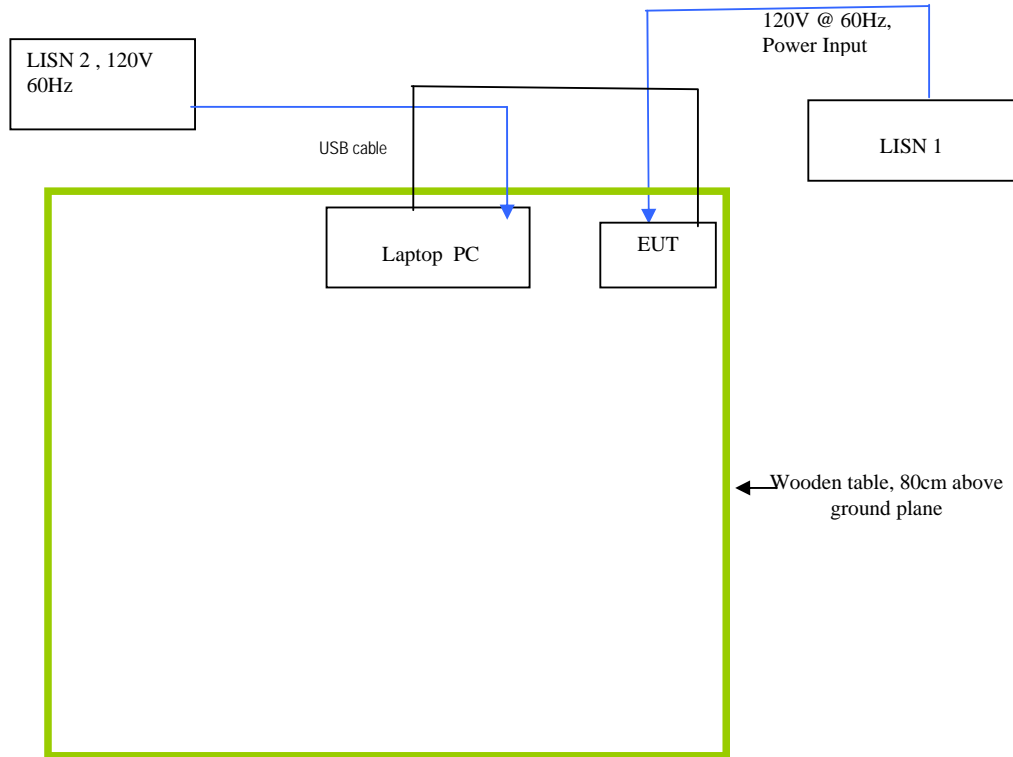 120V @ 60Hz,
Power Input
LISN 2 , 120V
60Hz
LISN 1
USB cable
Laptop PC
EUT
Wooden table, 80cm above
ground plane